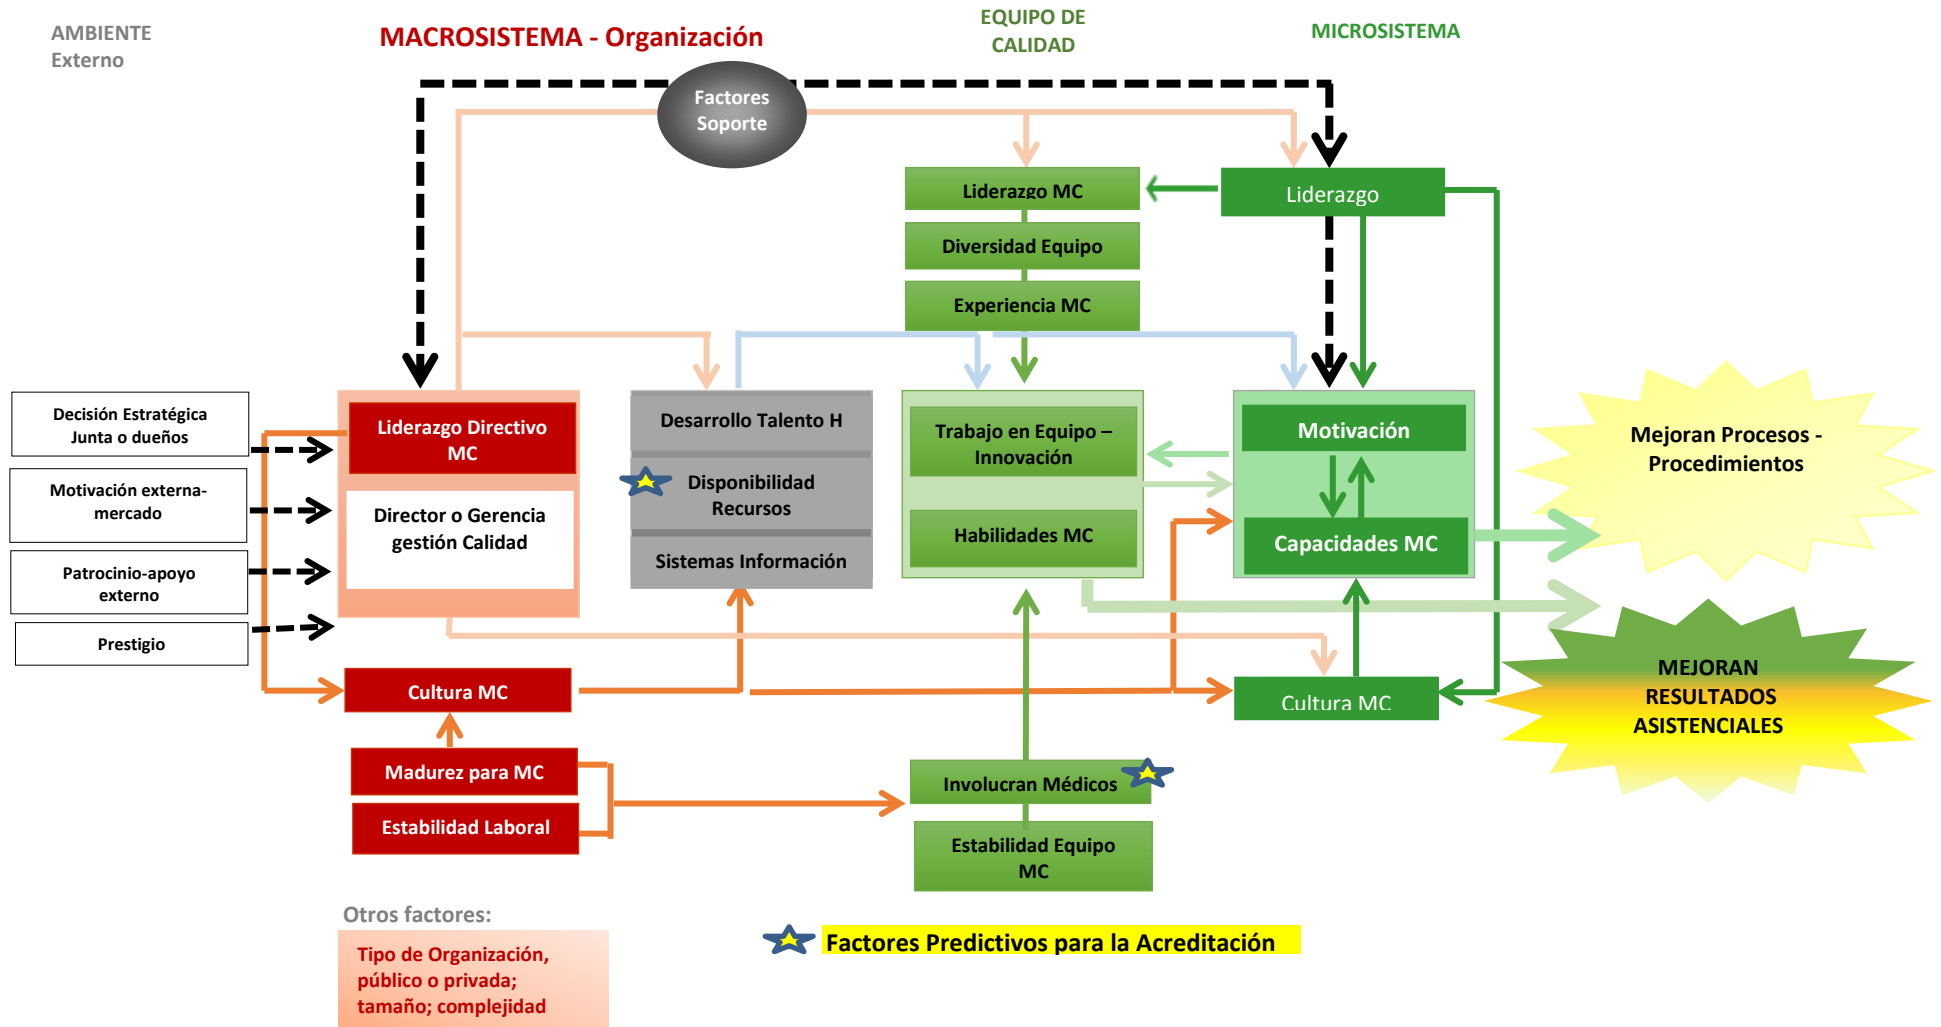 AMBIENTE
Externo
MACROSISTEMA - Organización
EQUIPO DE
CALIDAD
MICROSISTEMA
Factores
Soporte
Liderazgo MC
Liderazgo
Diversidad Equipo
Experiencia MC
Decisión Estratégica
Junta o dueños
Motivación externa-
mercado
Patrocinio-apoyo
externo
Prestigio
Liderazgo Directivo
MC
Director o Gerencia
gestión Calidad
Desarrollo Talento H
Disponibilidad
Recursos
Sistemas Información
Trabajo en Equipo –
Innovación
Habilidades MC
Motivación
Capacidades MC
Mejoran Procesos -
Procedimientos
Cultura MC
Cultura MC
MEJORAN
RESULTADOS
ASISTENCIALES
Madurez para MC
Estabilidad Laboral
Involucran Médicos
Estabilidad Equipo
MC
Otros factores:
Tipo de Organización,
público o privada;
tamaño; complejidad
Factores Predictivos para la Acreditación